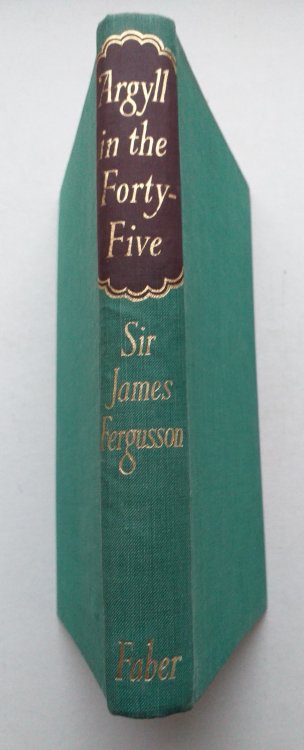 Argyll
in the
Forty-
Five
Sir
James
Fergusson
Faber